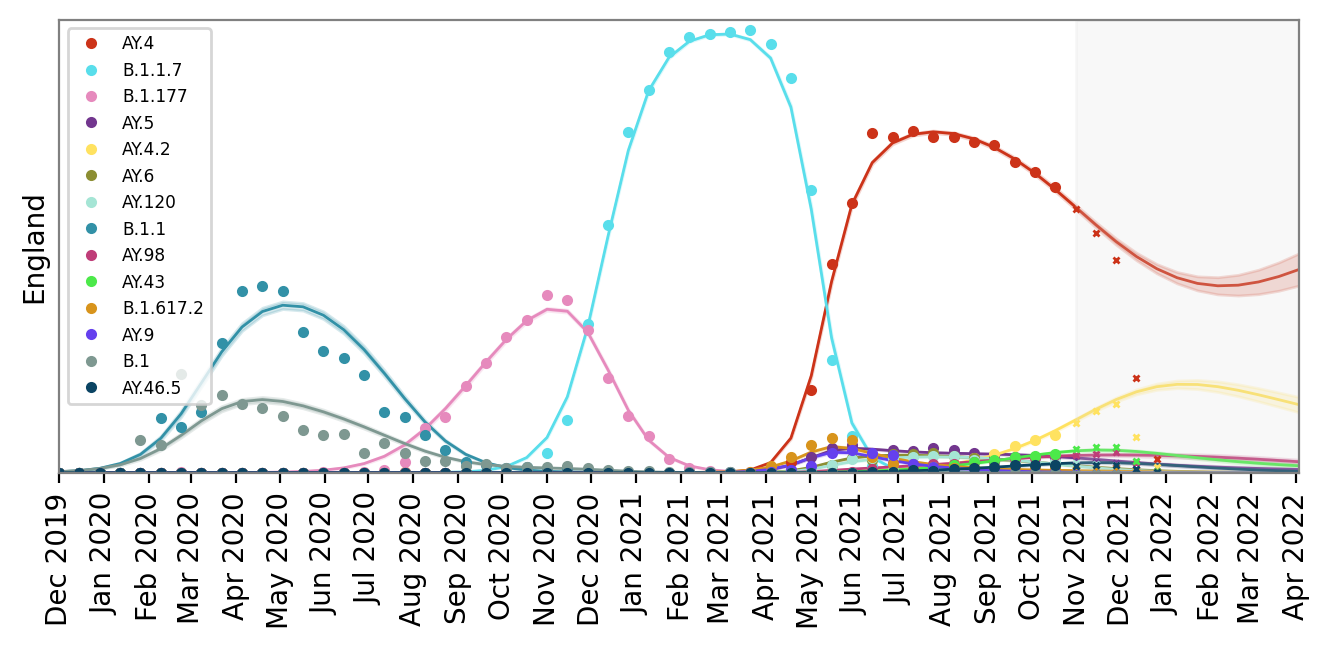 England
AY.4
B.1.1.7
B.1.177
AY.5
AY.4.2
AY.6
AY.120
B.1.1
AY.98
AY.43
B.1.617.2
AY.9
B.1
AY.46.5
Dec 2019
Jan 2020
Feb 2020
Mar 2020
Apr 2020
May 2020
Jun 2020
Jul 2020
Aug 2020
Sep 2020
Oct 2020
Nov 2020
Dec 2020
Jan 2021
Feb 2021
Mar 2021
Apr 2021
May 2021
Jun 2021
Jul 2021
Aug 2021
Sep 2021
Oct 2021
Nov 2021
Dec 2021
Jan 2022
Feb 2022
Mar 2022
Apr 2022